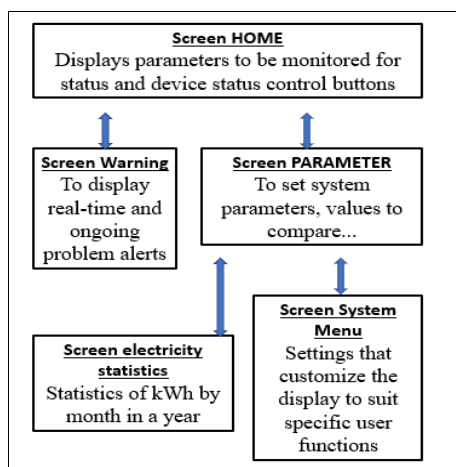 Screen HOME
Displays parameters to be monitored for
status and device status control buttons
Screen Warning
To display
real-time and
ongoing
problem alerts
Screen PARAMETER
To set system
parameters, values to
compare...
Screen electricity
statistics
Statistics of kWh by
month in a year
Screen System
Menu
Settings that
customize the
display to suit
specific user
functions